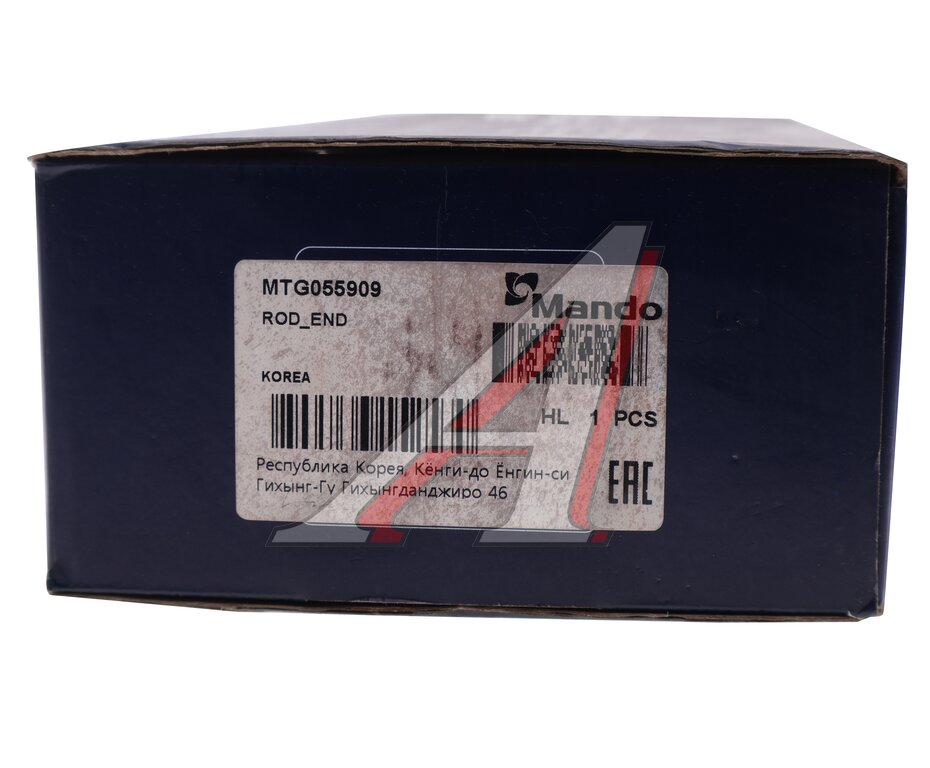 MTG055909
Mando
ROD_END
KOREA
HL 1 PCS
Республика Корея, Кёнги-до Ёнгин-си
Гихынг-Гу Гихынгданджиро 46
EAC